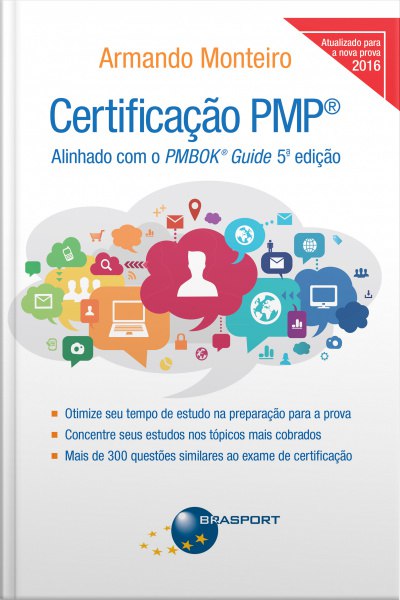 Atualizado para
a nova prova
2016
Armando Monteiro
Certificação PMP®
Alinhado com o PMBOK® Guide 5ª edição
Otimize seu tempo de estudo na preparação para a prova
Concentre seus estudos nos tópicos mais cobrados
Mais de 300 questões similares ao exame de certificação
BRASPORT